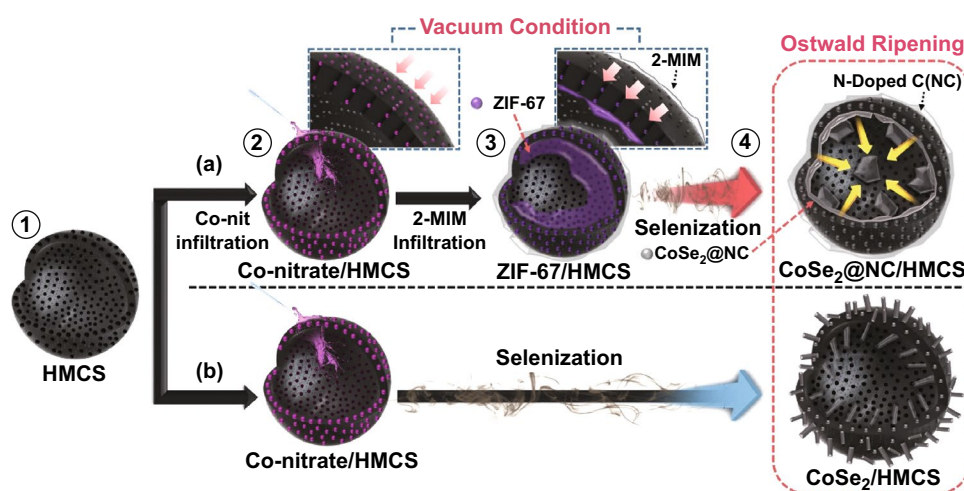 Vacuum Condition
Ostwald Ripening
2-MIM
N-Doped C(NC)
ZIF-67
②
③
④
(a)
①
Co-nit
infiltration
2-MIM
Infiltration
Selenization
CoSe₂@NC
Co-nitrate/HMCS
ZIF-67/HMCS
CoSe₂@NC/HMCS
HMCS
(b)
Selenization
Co-nitrate/HMCS
CoSe₂/HMCS